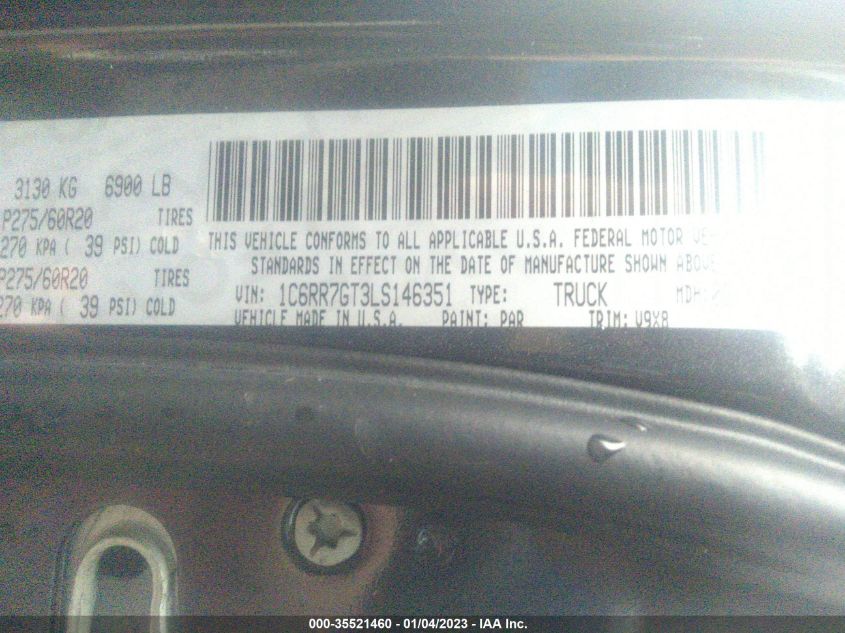 3130 KG 6900 LB
P275/60R20 TIRES
270 KPA ( 39 PSI) COLD
P275/60R20 TIRES
270 KPA ( 39 PSI) COLD
THIS VEHICLE CONFORMS TO ALL APPLICABLE U.S.A. FEDERAL MOTOR
STANDARDS IN EFFECT ON THE DATE OF MANUFACTURE SHOWN ABOVE
VIN: 1C6RR7GT3LS146351 TYPE: TRUCK MDH:
VEHICLE MADE IN U.S.A. PAINT: PAR TRIM: V9X8
000-35521460 - 01/04/2023 - IAA Inc.